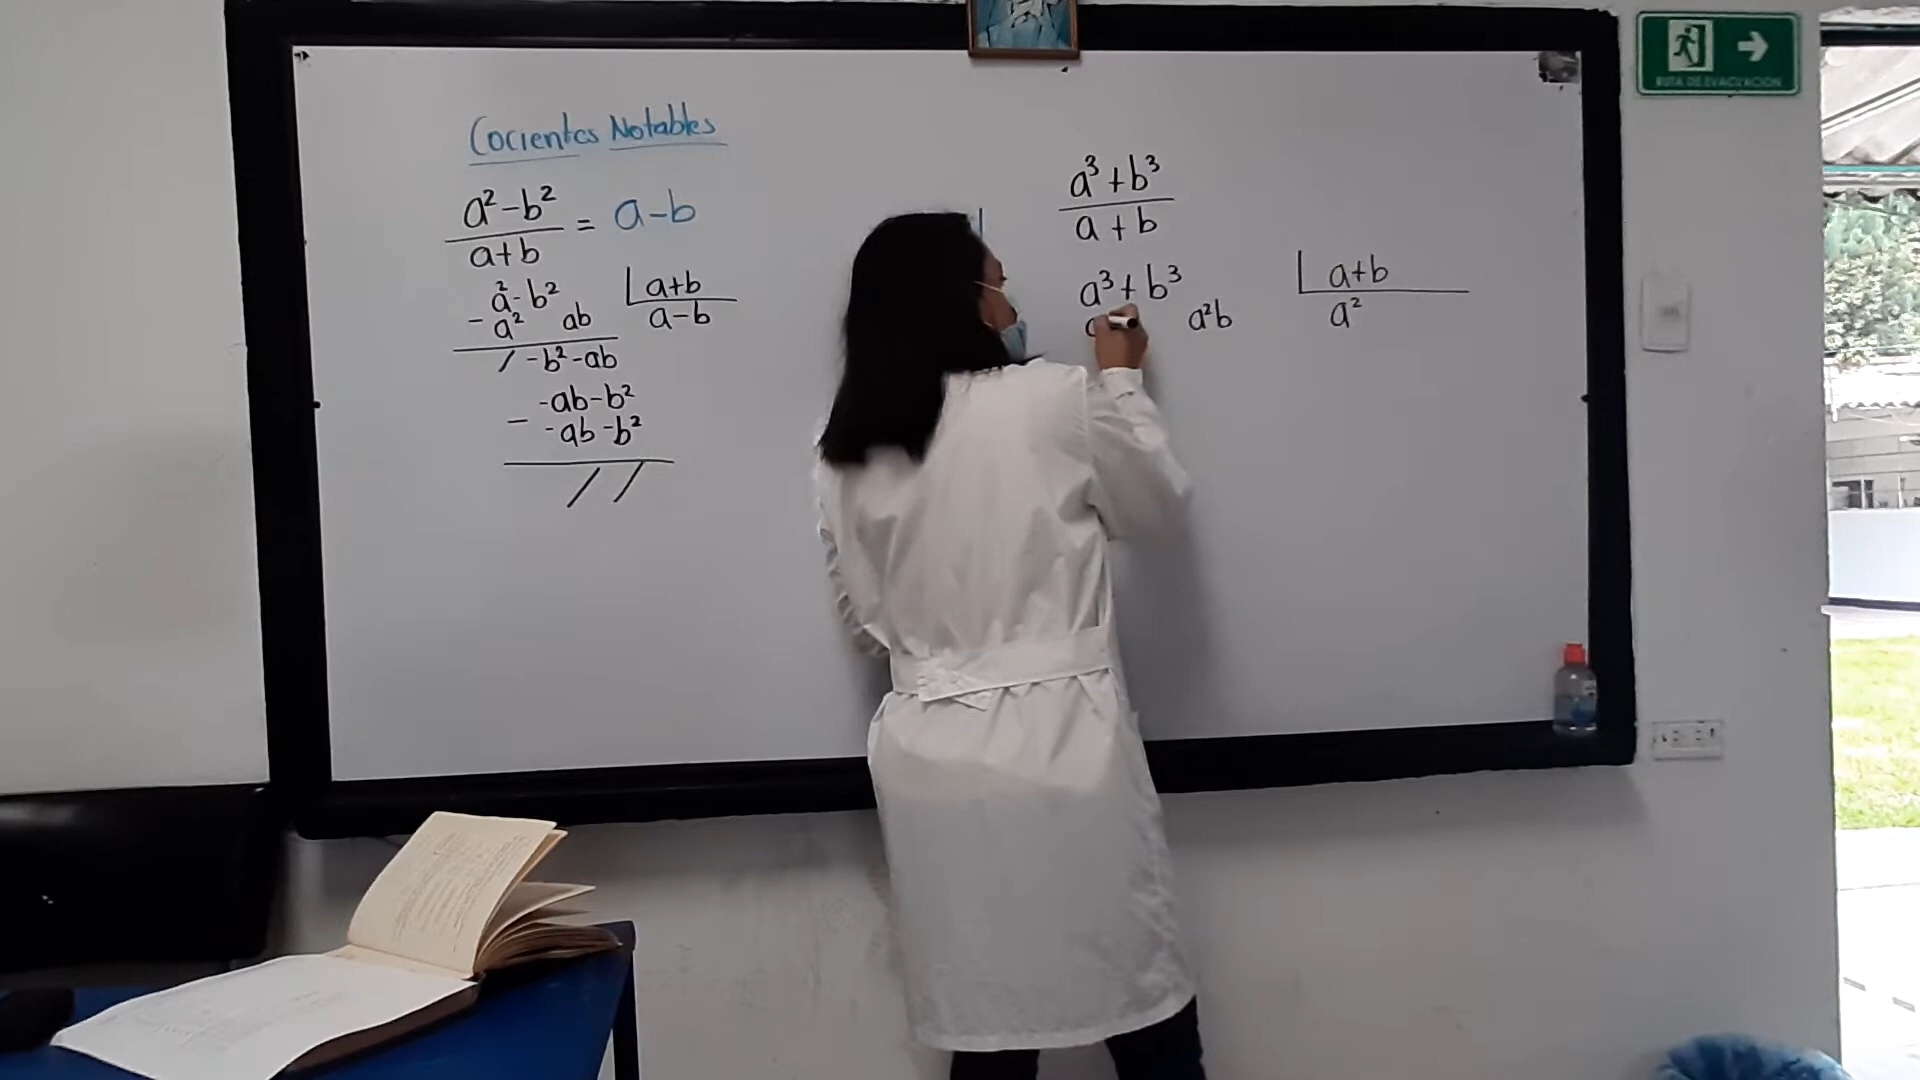 Cocientes Notables
a²-b²
a+b
= a-b
a²-b² a+b
- a² ab a-b
/ -b²-ab
-ab-b²
- -ab-b²
/ /
a³+b³
a+b
a³+b³ a+b
a²b a²
RUTA DE EVACUACIÓN